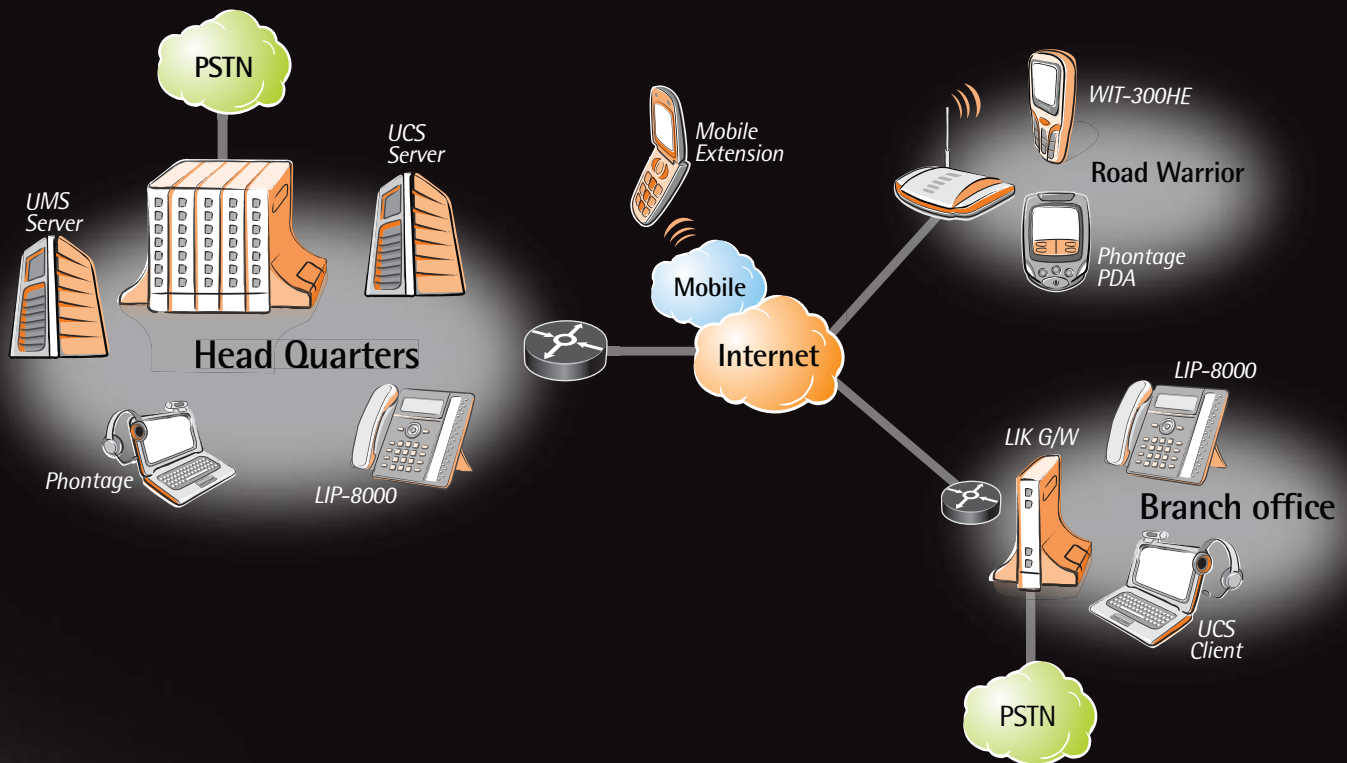 PSTN
UCS
Server
UMS
Server
Head Quarters
Phontage
LIP-8000
Mobile
Extension
Mobile
Internet
WIT-300HE
Road Warrior
Phontage
PDA
LIP-8000
LIK G/W
Branch office
UCS
Client
PSTN